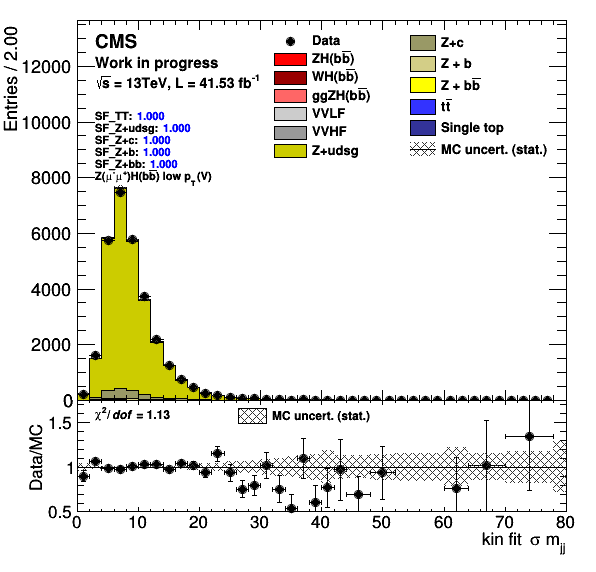 CMS
Work in progress
√s = 13TeV, L = 41.53 fb⁻¹
SF_TT: 1.000
SF_Z+udsg: 1.000
SF_Z+c: 1.000
SF_Z+b: 1.000
SF_Z+bb: 1.000
Z(μ⁻μ⁺)H(bb̅) low p_T(V)
Data
ZH(bb̅)
WH(bb̅)
ggZH(bb̅)
VVLF
VVHF
Z+udsg
Z+c
Z + b
Z + bb̅
tt̅
Single top
MC uncert. (stat.)
Entries / 2.00
12000
10000
8000
6000
4000
2000
0
χ²/dof = 1.13
MC uncert. (stat.)
Data/MC
1.5
1
0.5
0 10 20 30 40 50 60 70 80
kin fit σ m_jj